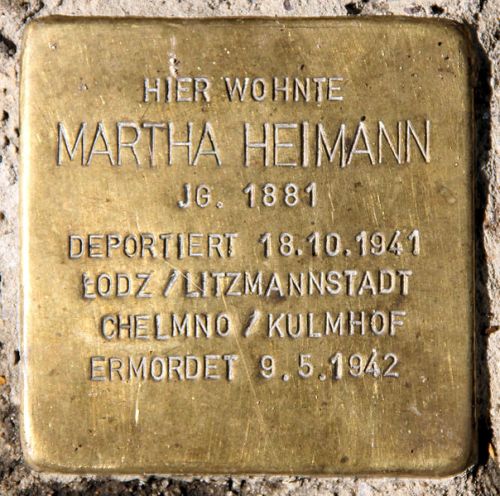 HIER WOHNTE
MARTHA HEIMANN
JG. 1881
DEPORTIERT 18.10.1941
ŁODZ/LITZMANNSTADT
CHELMNO/KULMHOF
ERMORDET 9.5.1942